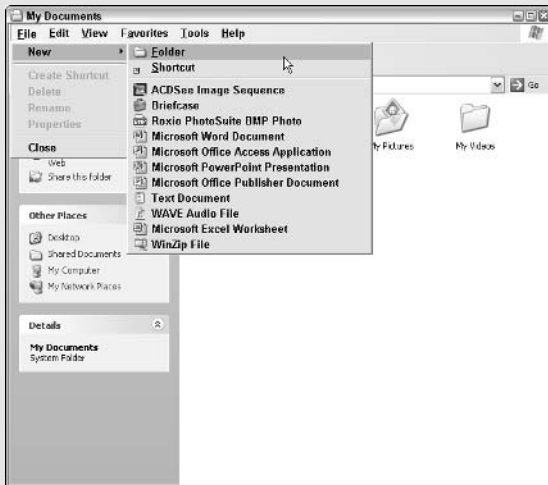 My Documents
File Edit View Favorites Tools Help
New
Create Shortcut
Delete
Rename
Properties
Close
Folder
Shortcut
ACDSee Image Sequence
Briefcase
Roxio PhotoSuite BMP Photo
Microsoft Word Document
Microsoft Office Access Application
Microsoft PowerPoint Presentation
Microsoft Office Publisher Document
Text Document
WAVE Audio File
Microsoft Excel Worksheet
WinZip File
Go
My Pictures
My Videos
Web
Share this folder
Other Places
Desktop
Shared Documents
My Computer
My Network Places
Details
My Documents
System Folder